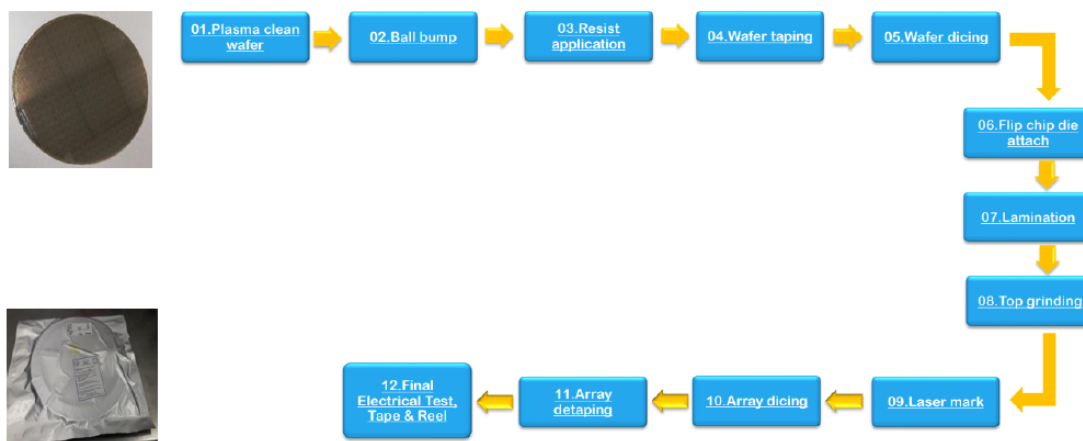 01.Plasma clean
wafer
02.Ball bump
03.Resist
application
04.Wafer taping
05.Wafer dicing
06.Flip chip die
attach
07.Lamination
08.Top grinding
09.Laser mark
10.Array dicing
11.Array
detaping
12.Final
Electrical Test,
Tape & Reel